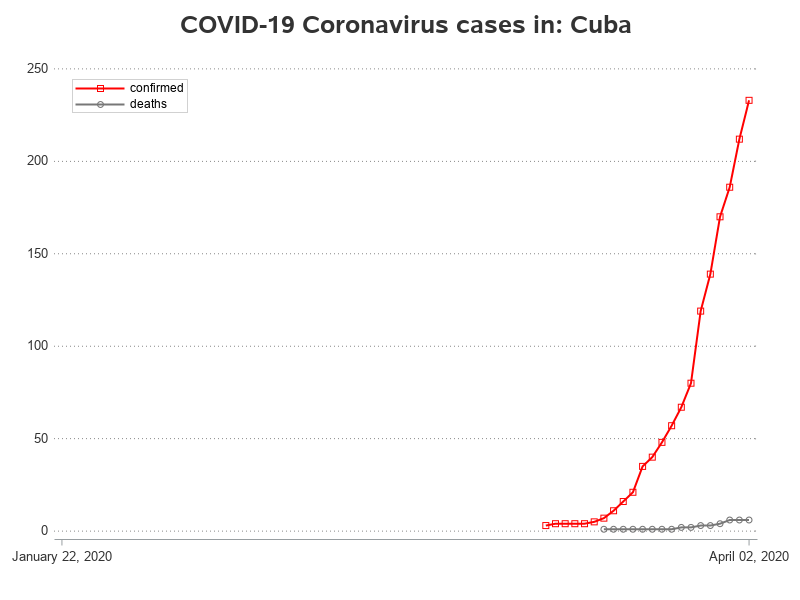 COVID-19 Coronavirus cases in: Cuba
250
confirmed
deaths
200
150
100
50
0
January 22, 2020
April 02, 2020